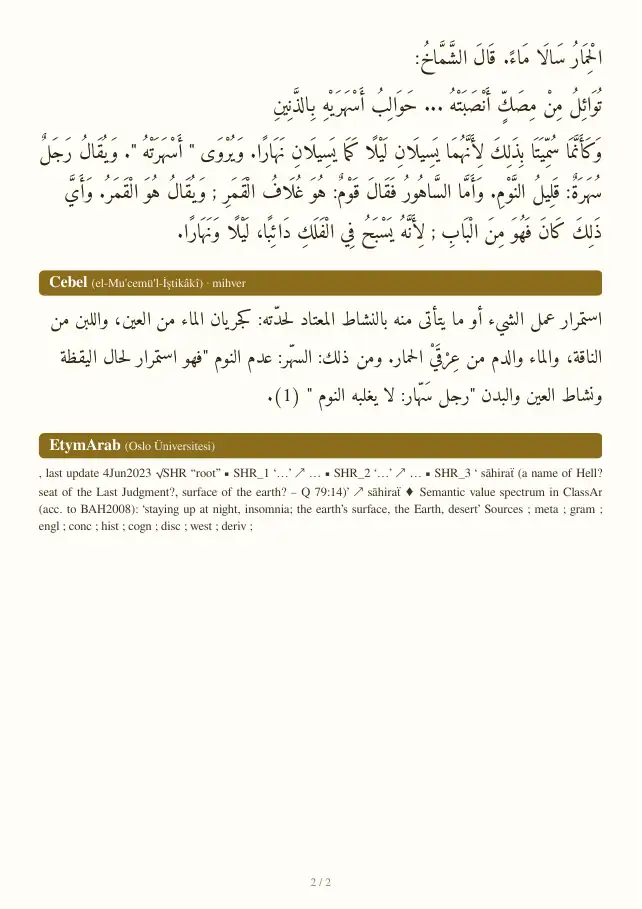 الْحِمَارُ سَالَا مَاءً. قَالَ الشَّمَّاخُ:
تُوَائِلُ مِنْ مِصَكٍّ أَنْصَبَتْهُ ... حَوَالِبُ أَسْهَرَيْهِ بِالذَّنِينِ
وَكَأَنَّمَا سُمِّيَتَا بِذَلِكَ لِأَنَّهُمَا يَسِيلَانِ لَيْلًا كَمَا يَسِيلَانِ نَهَارًا. وَيُرْوَى " أَسْهَرَتْهُ ". وَيُقَالُ رَجُلٌ
سُهَرَةٌ: قَلِيلُ النَّوْمِ. وَأَمَّا السَّاهُورُ فَقَالَ قَوْمٌ: هُوَ غُلَافُ الْقَمَرِ ; وَيُقَالُ هُوَ الْقَمَرُ. وَأَيَّ
ذَلِكَ كَانَ فَهُوَ مِنَ الْبَابِ ; لِأَنَّهُ يَسْبَحُ فِي الْفَلَكِ دَائِبًا، لَيْلًا وَنَهَارًا.
Cebel (el-Mu'cemü'l-İştikâkî) · mihver
استمرار عمل الشيء أو ما يتأتى منه بالنشاط المعتاد لحدّته: كجريان الماء من العين، واللبن من
الناقة، والماء والدم من عِرْقَيْ الحمار. ومن ذلك: السهّر: عدم النوم "فهو استمرار لحال اليقظة
ونشاط العين والبدن "رجل سَهّار: لا يغلبه النوم " (1).
EtymArab (Oslo Üniversitesi)
, last update 4Jun2023 √SHR “root” ▪ SHR_1 ‘…’ ↗ … ▪ SHR_2 ‘…’ ↗ … ▪ SHR_3 ‘ sāhiraẗ (a name of Hell?
seat of the Last Judgment?, surface of the earth? – Q 79:14)’ ↗ sāhiraẗ ♦ Semantic value spectrum in ClassAr
(acc. to BAH2008): ‘staying up at night, insomnia; the earth’s surface, the Earth, desert’ Sources ; meta ; gram ;
engl ; conc ; hist ; cogn ; disc ; west ; deriv ;
2 / 2